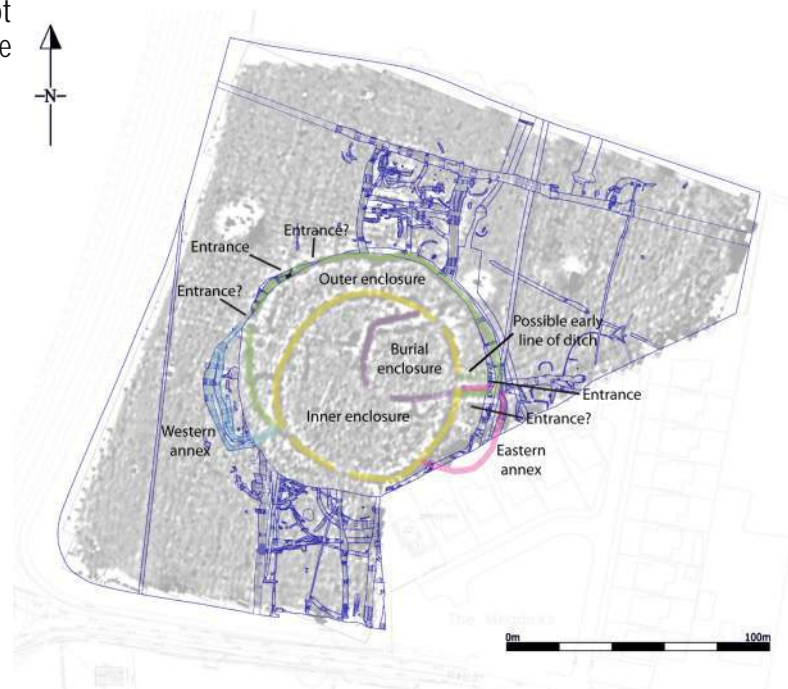 ot
e
N
Entrance?
Entrance
Outer enclosure
Entrance?
Possible early
line of ditch
Burial
enclosure
Entrance
Inner enclosure
Entrance?
Western
annex
Eastern
annex
The Meadows
0m
100m